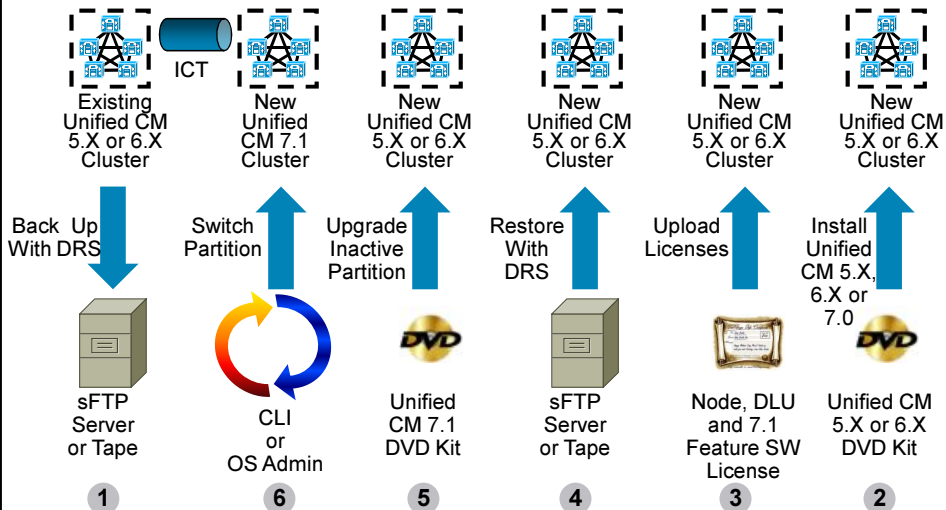 ICT
Existing
Unified CM
5.X or 6.X
Cluster
New
Unified
CM 7.1
Cluster
New
Unified CM
5.X or 6.X
Cluster
New
Unified CM
5.X or 6.X
Cluster
New
Unified CM
5.X or 6.X
Cluster
New
Unified CM
5.X or 6.X
Cluster
Back Up
With DRS
Switch
Partition
Upgrade
Inactive
Partition
Restore
With
DRS
Upload
Licenses
Install
Unified
CM 5.X,
6.X or
7.0
DVD
DVD
sFTP
Server
or Tape
CLI
or
OS Admin
Unified
CM 7.1
DVD Kit
sFTP
Server
or Tape
Node, DLU
and 7.1
Feature SW
License
Unified CM
5.X or 6.X
DVD Kit
1
6
5
4
3
2